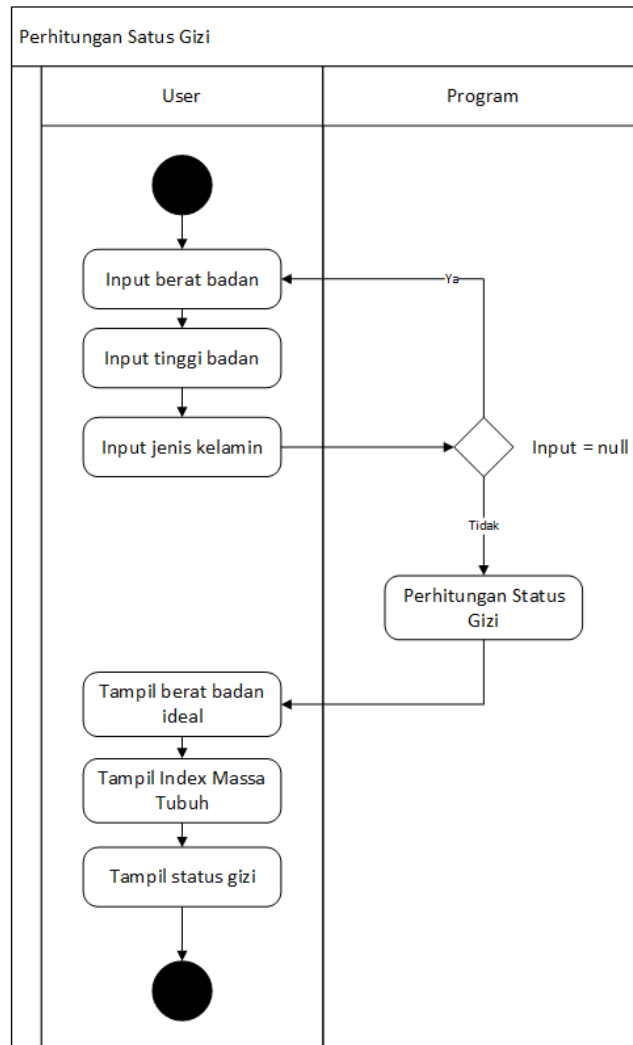 Perhitungan Satus Gizi
User
Program
Input berat badan
Ya
Input tinggi badan
Input jenis kelamin
Input = null
Tidak
Perhitungan Status
Gizi
Tampil berat badan
ideal
Tampil Index Massa
Tubuh
Tampil status gizi